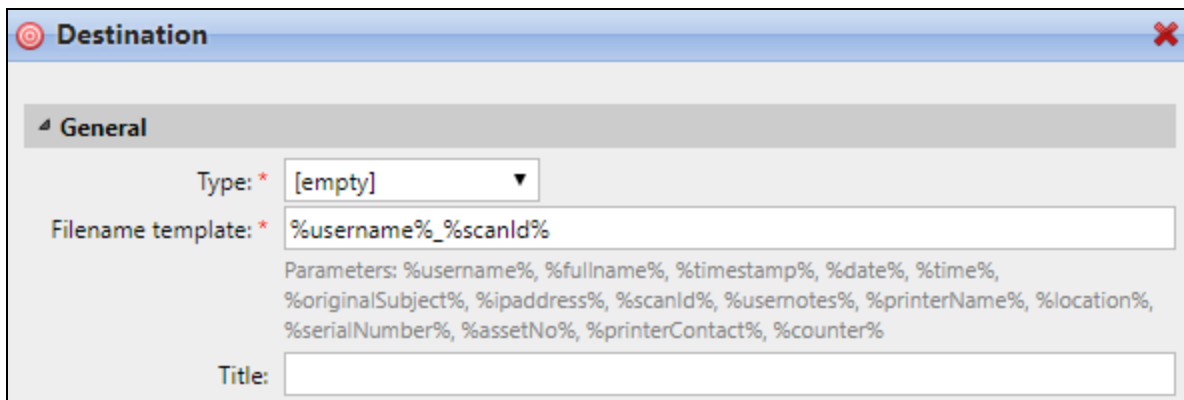 Destination
General
Type: * [empty]
Filename template: * %username%_%scanId%
Parameters: %username%, %fullname%, %timestamp%, %date%, %time%,
%originalSubject%, %ipaddress%, %scanId%, %usernotes%, %printerName%, %location%,
%serialNumber%, %assetNo%, %printerContact%, %counter%
Title: